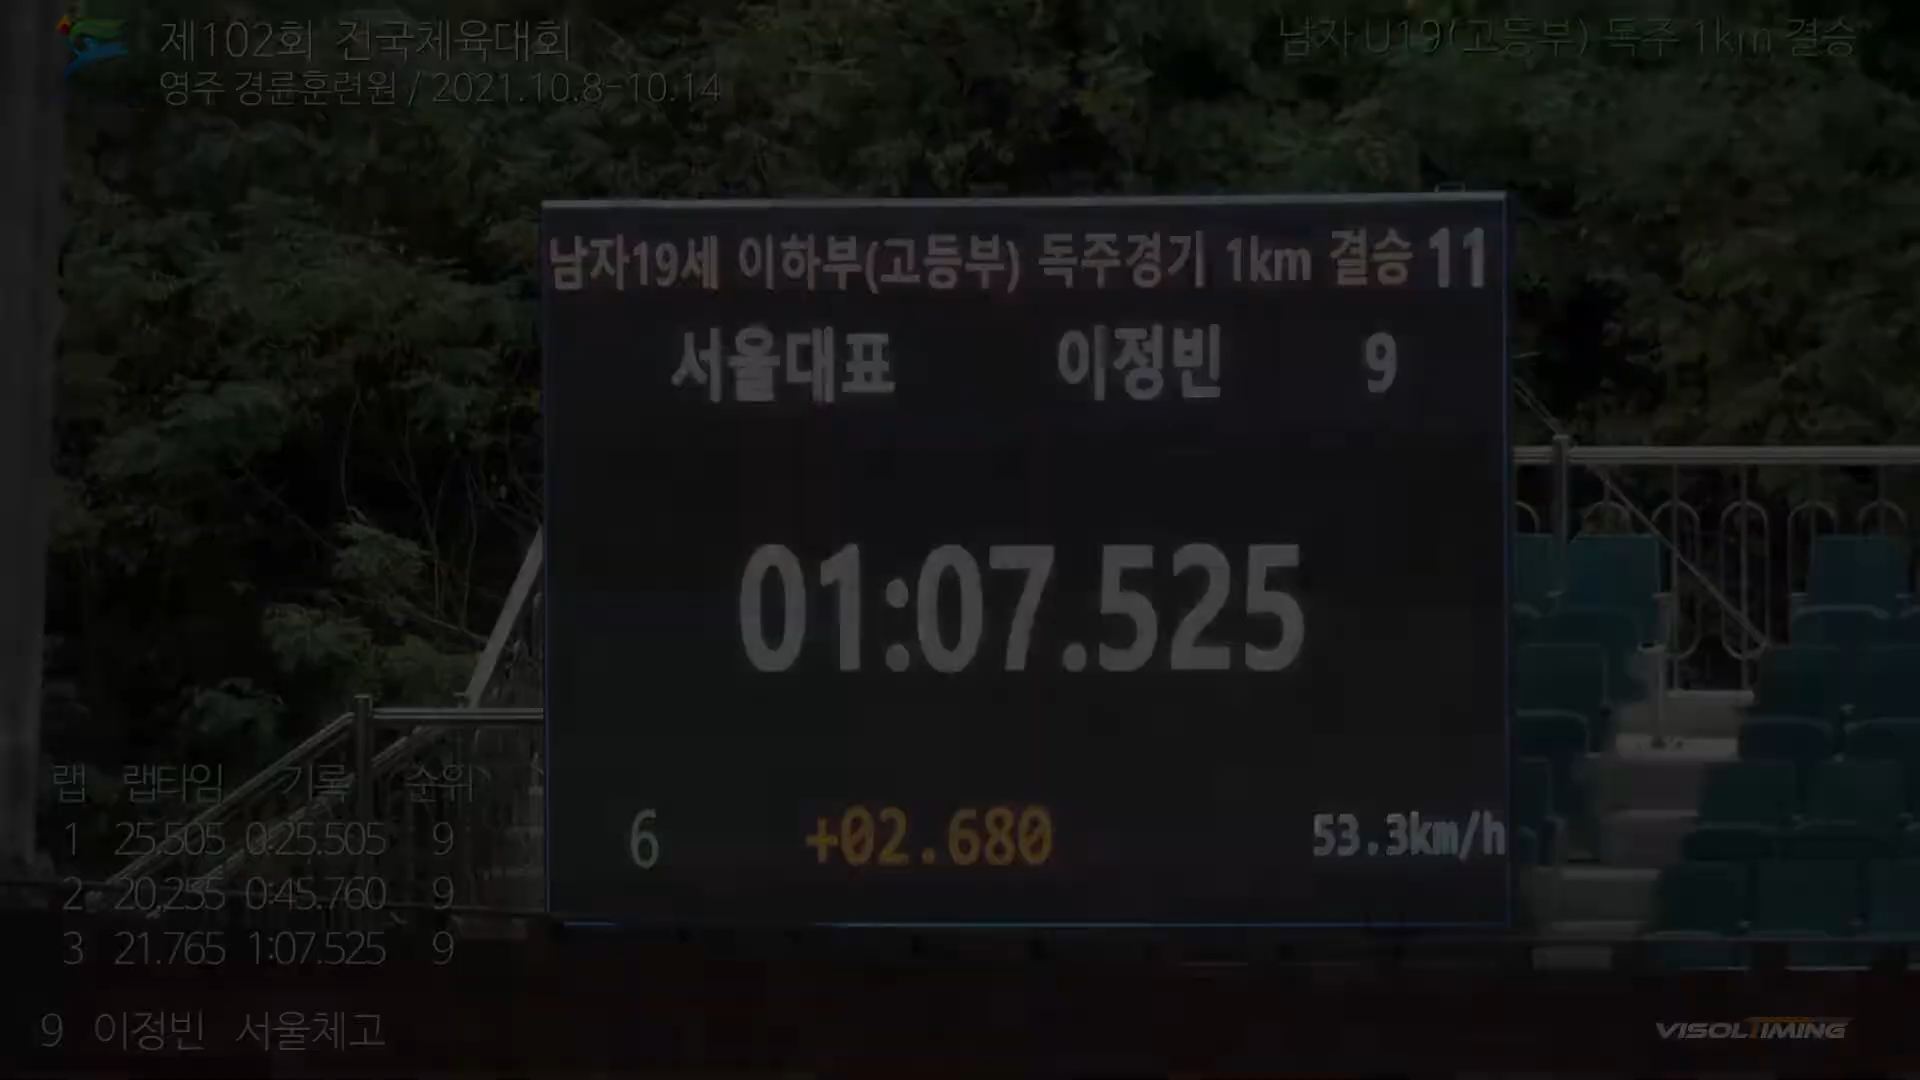 제102회 전국체육대회
영주 경륜훈련원 / 2021.10.8-10.14
남자 U19(고등부) 독주 1km 결승
남자19세 이하부(고등부) 독주경기 1km 결승 11
서울대표 이정빈 9
01:07.525
6 +02.680 53.3km/h
랩 랩타임 기록 순위
1 25.505 0:25.505 9
2 20.255 0:45.760 9
3 21.765 1:07.525 9
9 이정빈 서울체고
VISOLTIMING